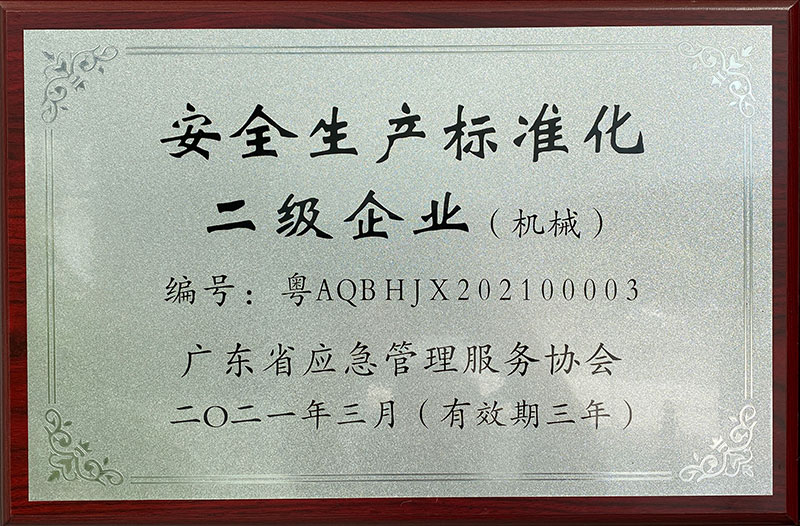 安全生产标准化
二级企业（机械）
编号：粤AQBHJX202100003
广东省应急管理服务协会
二〇二一年三月（有效期三年）